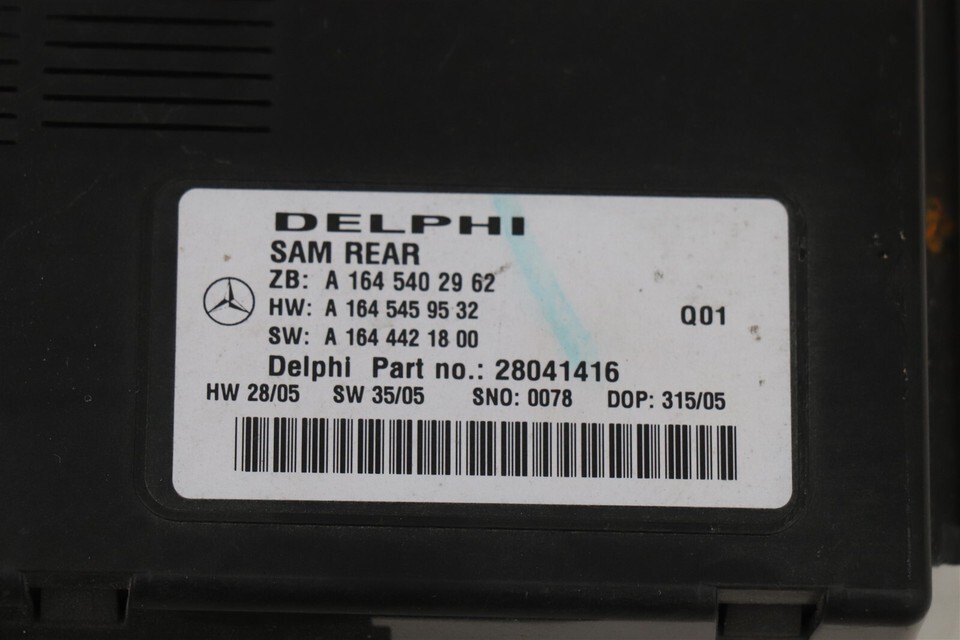 DELPHI
SAM REAR
ZB: A 164 540 29 62
HW: A 164 545 95 32
Q01
SW: A 164 442 18 00
Delphi Part no.: 28041416
HW 28/05 SW 35/05 SNO: 0078 DOP: 315/05